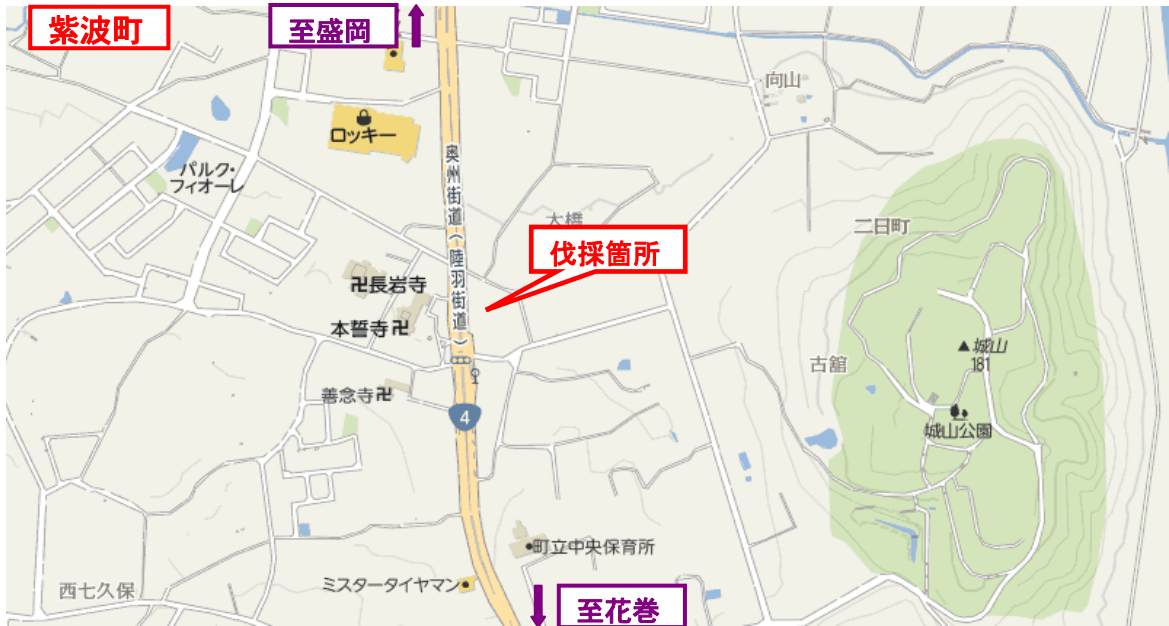 紫波町
至盛岡
向山
ロッキー
奥州街道(陸羽街道)
パルク・
フィオーレ
大橋
二日町
伐採箇所
卍長岩寺
本誓寺卍
城山
181
古舘
善念寺卍
4
城山公園
町立中央保育所
ミスタータイヤマン
西七久保
至花巻